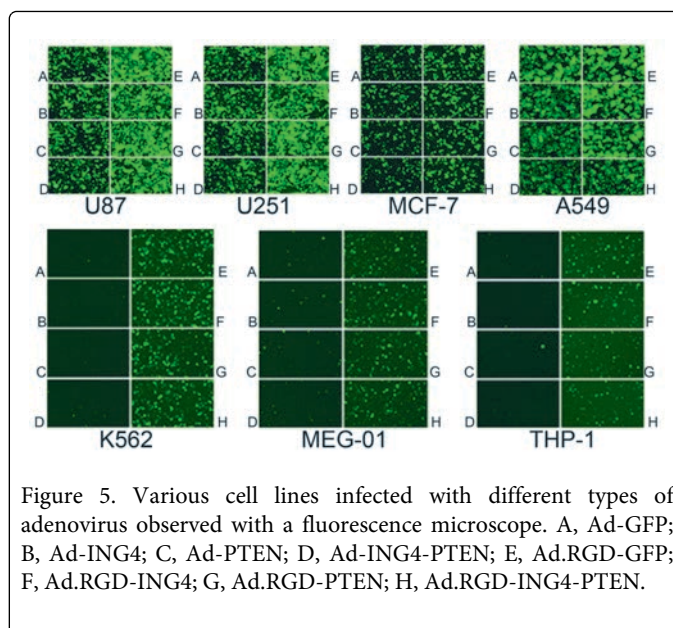 A E A E A E A E
B F B F B F B F
C G C G C G C G
D H D H D H D H
U87 U251 MCF-7 A549
A E A E A E
B F B F B F
C G C G C G
D H D H D H
K562 MEG-01 THP-1
Figure 5. Various cell lines infected with different types of
adenovirus observed with a fluorescence microscope. A, Ad-GFP;
B, Ad-ING4; C, Ad-PTEN; D, Ad-ING4-PTEN; E, Ad.RGD-GFP;
F, Ad.RGD-ING4; G, Ad.RGD-PTEN; H, Ad.RGD-ING4-PTEN.